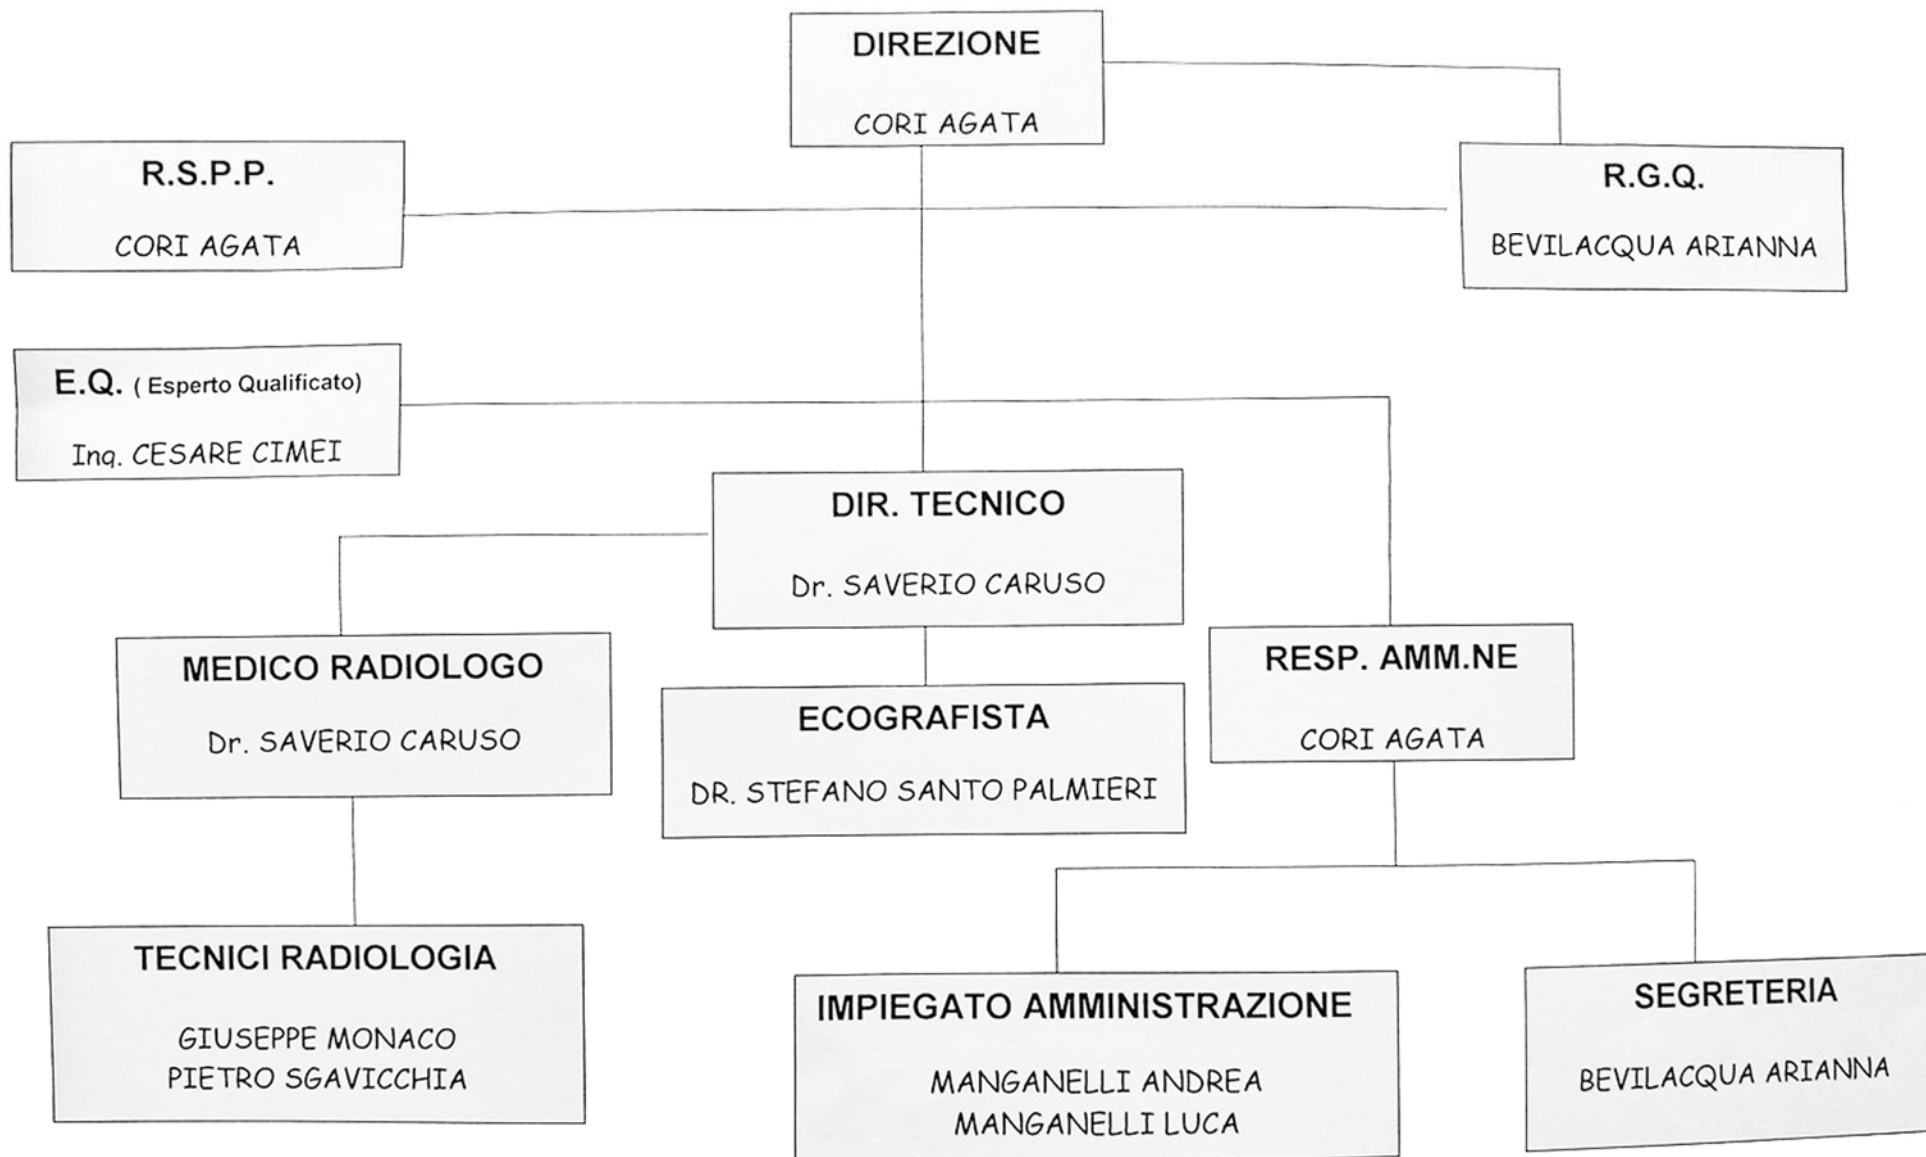 DIREZIONE
CORI AGATA
R.S.P.P.
CORI AGATA
R.G.Q.
BEVILACQUA ARIANNA
E.Q. ( Esperto Qualificato)
Ing. CESARE CIMEI
DIR. TECNICO
Dr. SAVERIO CARUSO
MEDICO RADIOLOGO
Dr. SAVERIO CARUSO
ECOGRAFISTA
DR. STEFANO SANTO PALMIERI
RESP. AMM.NE
CORI AGATA
TECNICI RADIOLOGIA
GIUSEPPE MONACO
PIETRO SGAVICCHIA
IMPIEGATO AMMINISTRAZIONE
MANGANELLI ANDREA
MANGANELLI LUCA
SEGRETERIA
BEVILACQUA ARIANNA